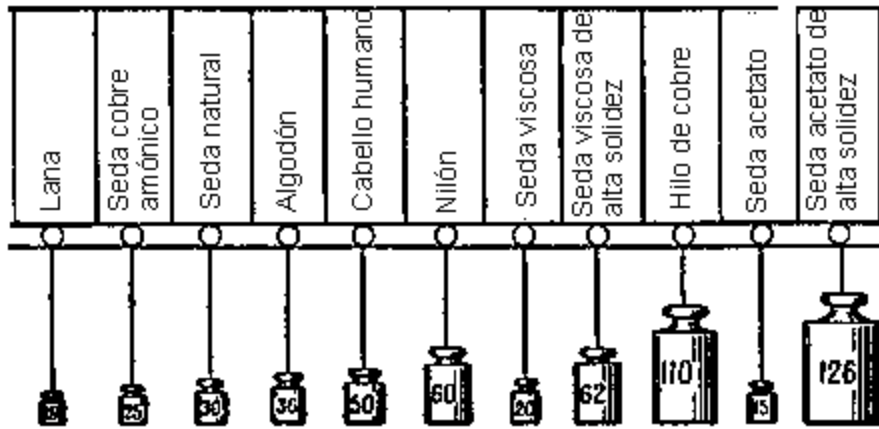 Lana
Seda cobre
amónico
Seda natural
Algodón
Cabello humano
Nilón
Seda viscosa
Seda viscosa de
alta solidez
Hilo de cobre
Seda acetato
Seda acetato de
alta solidez
25
30
36
50
60
20
62
110
15
126